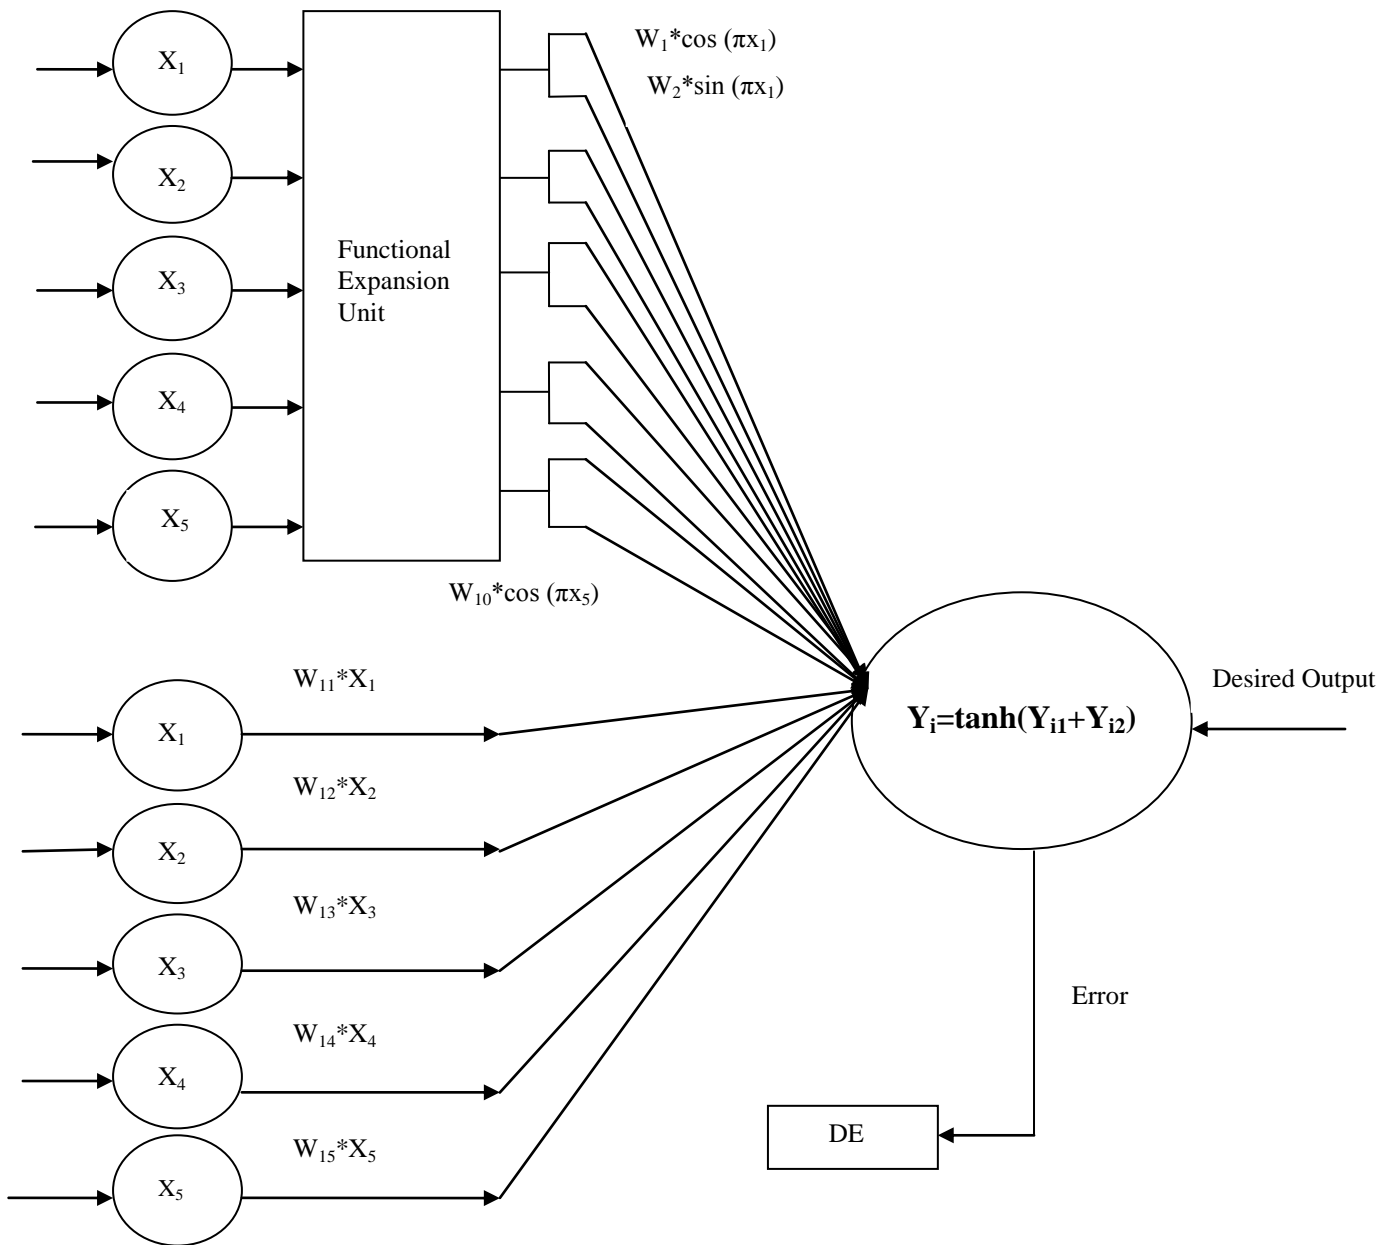 X₁
X₂
X₃
X₄
X₅
Functional
Expansion
Unit
W₁*cos (πx₁)
W₂*sin (πx₁)
W₁₀*cos (πx₅)
X₁
X₂
X₃
X₄
X₅
W₁₁*X₁
W₁₂*X₂
W₁₃*X₃
W₁₄*X₄
W₁₅*X₅
Yᵢ=tanh(Yᵢ₁+Yᵢ₂)
Desired Output
Error
DE